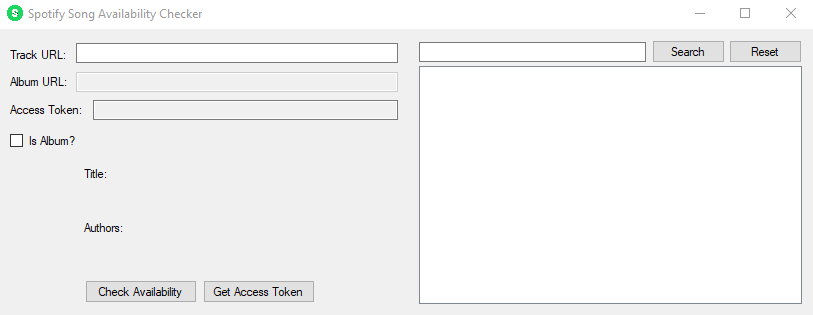 Spotify Song Availability Checker
Track URL:
Search
Reset
Album URL:
Access Token:
Is Album?
Title:
Authors:
Check Availability
Get Access Token